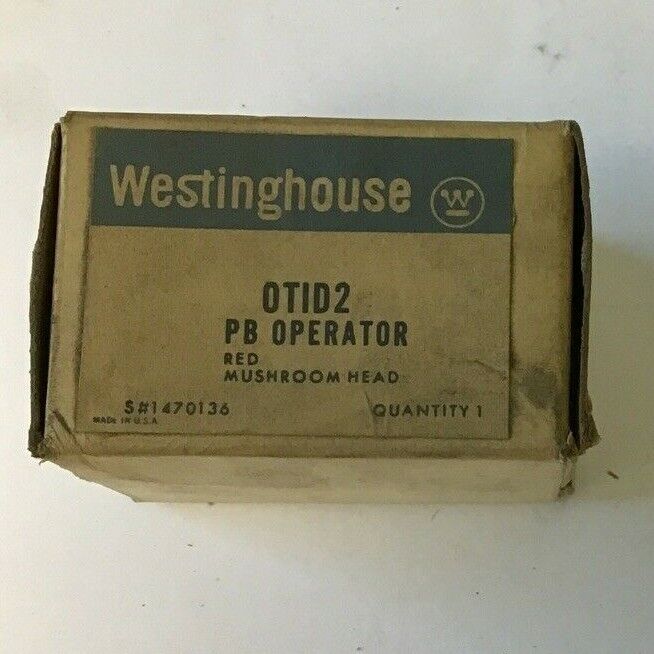 Westinghouse W
OTID2
PB OPERATOR
RED
MUSHROOM HEAD
S#1470136 QUANTITY 1
MADE IN U.S.A